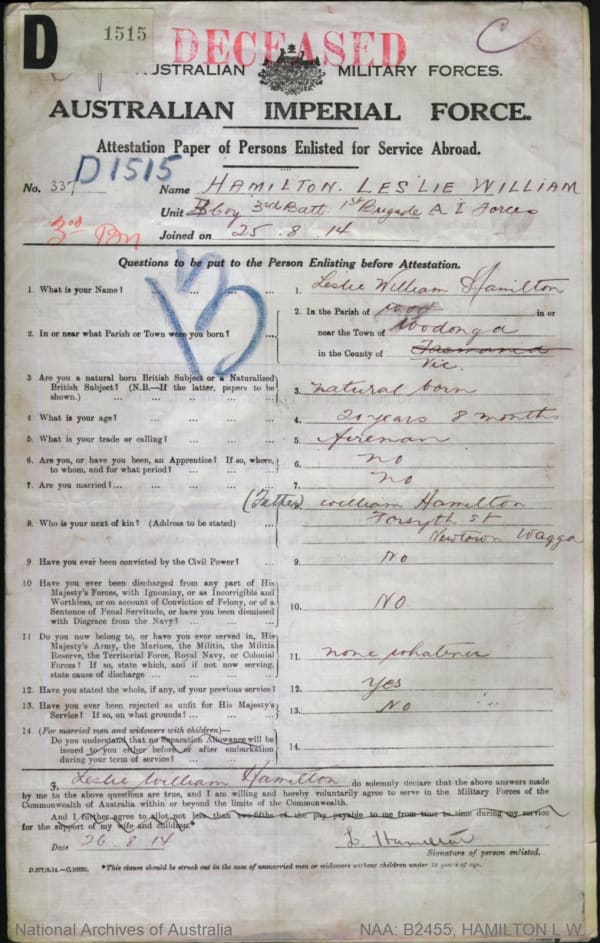 D
1515
DECEASED
C
AUSTRALIAN MILITARY FORCES.
AUSTRALIAN IMPERIAL FORCE.
Attestation Paper of Persons Enlisted for Service Abroad.
No. 337 D1515
Name HAMILTON. LESLIE WILLIAM
Unit Coy 3rd Batt 1st Brigade A I Forces
3rd Bn
Joined on 25. 8. 14
Questions to be put to the Person Enlisting before Attestation.
1. What is your Name? ... 1. Leslie William Hamilton
2. In or near what Parish or Town were you born? ... 2. In the Parish of in or
near the Town of Wodonga
in the County of Tasmania
Vic.
B
3 Are you a natural born British Subject or a Naturalized
British Subject? (N.B.—If the latter, papers to be
shown.) ... 3. natural born
4. What is your age? ... 4. 20 years 8 months
5. What is your trade or calling? ... 5. Fireman
6. Are you, or have you been, an Apprentice? If so, where,
to whom, and for what period? ... 6. no
7. Are you married? ... 7. No
8. Who is your next of kin? (Address to be stated) ... (Father) William Hamilton
Forsyth St
Newtown Wagga
9. Have you ever been convicted by the Civil Power? ... 9. No
10 Have you ever been discharged from any part of His
Majesty's Forces, with Ignominy, or as Incorrigible and
Worthless, or on account of Conviction of Felony, or of a
Sentence of Penal Servitude, or have you been dismissed
with Disgrace from the Navy? ... 10. NO
11 Do you now belong to, or have you ever served in, His
Majesty's Army, the Marines, the Militia, the Militia
Reserve, the Territorial Force, Royal Navy, or Colonial
Forces? If so, state which, and if not now serving,
state cause of discharge ... 11. none whatever
12. Have you stated the whole, if any, of your previous service? 12. Yes
13. Have you ever been rejected as unfit for His Majesty's
Service? If so, on what grounds? ... 13. No
14 (For married men and widowers with children)—
Do you understand that no Separation Allowance will be
issued to you either before or after embarkation
during your term of service? ... 14.
I, Leslie William Hamilton do solemnly declare that the above answers made
by me to the above questions are true, and I am willing and hereby voluntarily agree to serve in the Military Forces of the
Commonwealth of Australia within or beyond the limits of the Commonwealth.
And I further agree to allot not less than two-fifths of the pay payable to me from time to time during my service
for the support of my wife and children.*
Date 26. 8. 14 L. Hamilton
Signature of person enlisted.
*This clause should be struck out in the case of unmarried men or widowers without children under 18 years of age.
National Archives of Australia NAA: B2455, HAMILTON L W